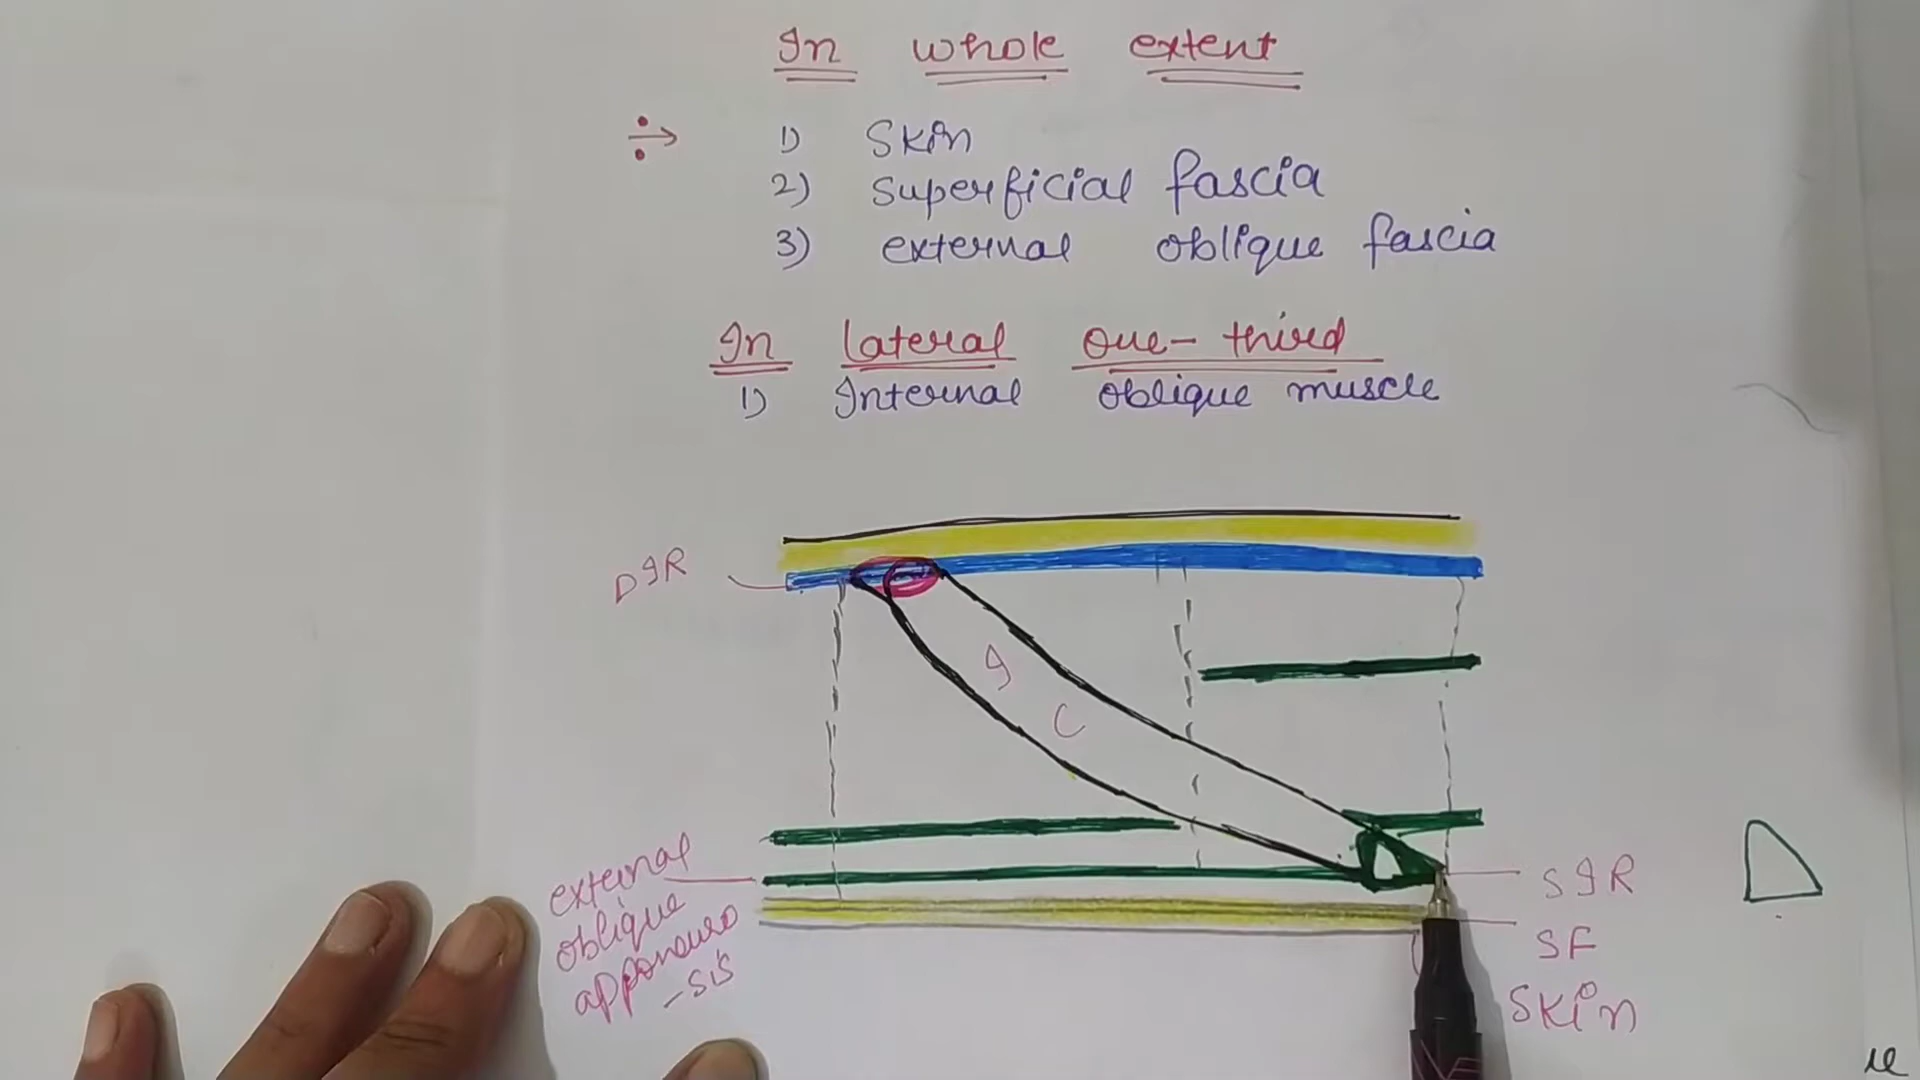 In whole extent
÷> 1) Skin
2) Superficial fascia
3) external oblique fascia
In lateral one-third
1) Internal oblique muscle
DIR
I
C
external
oblique
apponeuro
-sis
SIR
SF
Skin